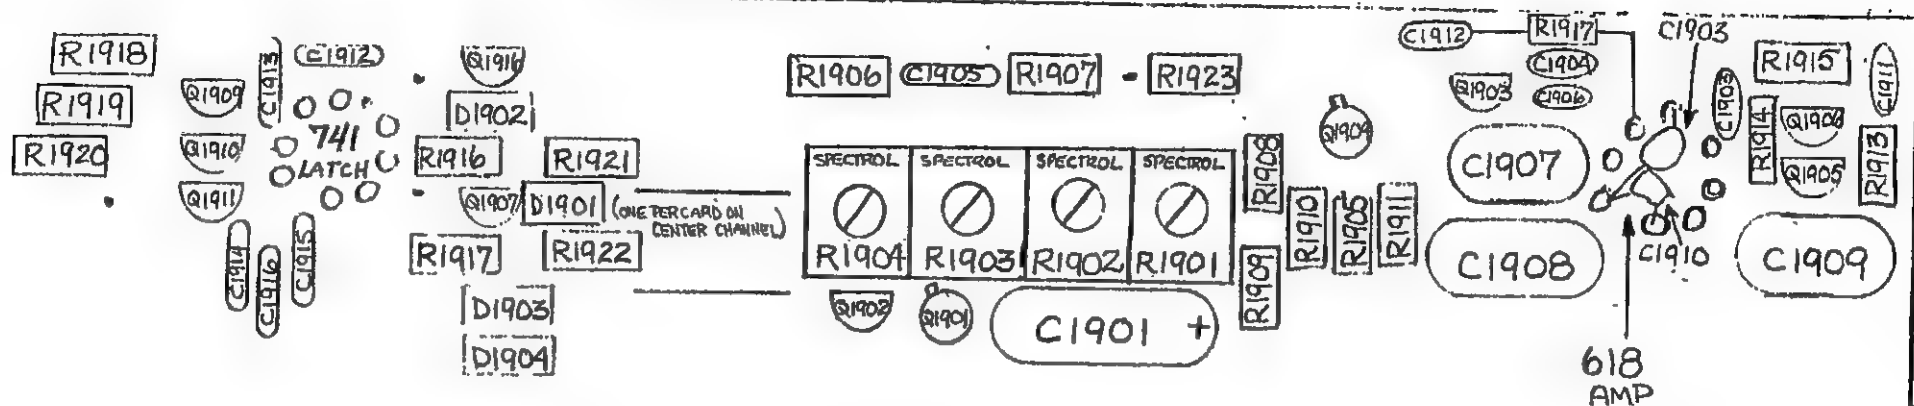 R1918
R1919
R1920
Q1909
Q1910
Q1911
C1913
C1912
741
LATCH
C1914
C1916
C1915
Q1916
D1902
R1916
R1921
Q1907
D1901
(ONE PER CARD ON
CENTER CHANNEL)
R1917
R1922
D1903
D1904
R1906
C1905
R1907
- R1923
SPECTROL
SPECTROL
SPECTROL
SPECTROL
R1904
R1903
R1902
R1901
Q1902
Q1901
C1901 +
R1908
R1909
R1910
R1905
R1911
Q1904
C1912
R1917
C1903
C1904
C1906
Q1903
C1907
C1908
C1910
618
AMP
C1903
R1915
C1911
R1914
Q1906
Q1905
R1913
C1909